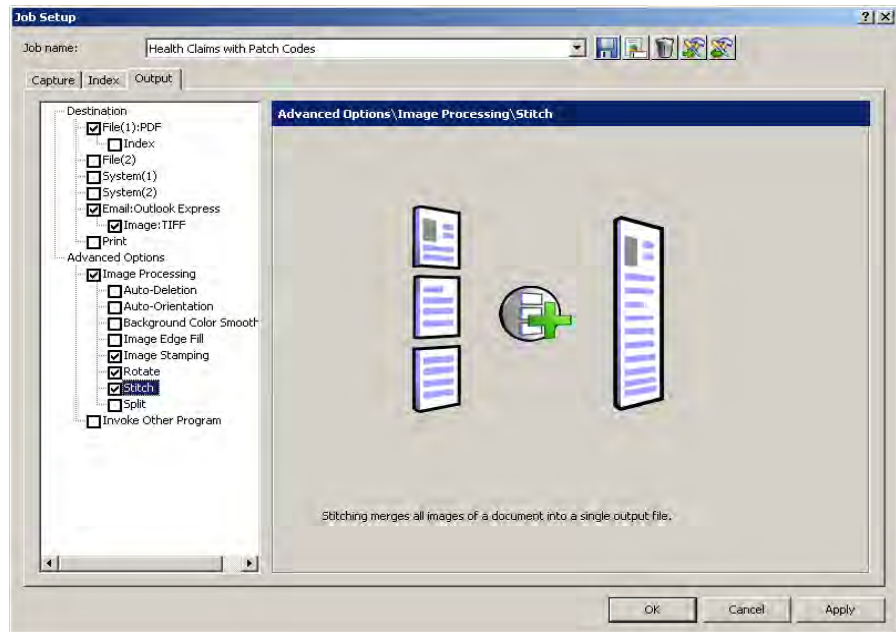 Job Setup
Job name: Health Claims with Patch Codes
Capture Index Output
Destination
File(1):PDF
Index
File(2)
System(1)
System(2)
Email:Outlook Express
Image:TIFF
Print
Advanced Options
Image Processing
Auto-Deletion
Auto-Orientation
Background Color Smooth
Image Edge Fill
Image Stamping
Rotate
Stitch
Split
Invoke Other Program
Advanced Options\Image Processing\Stitch
Stitching merges all images of a document into a single output file.
OK Cancel Apply